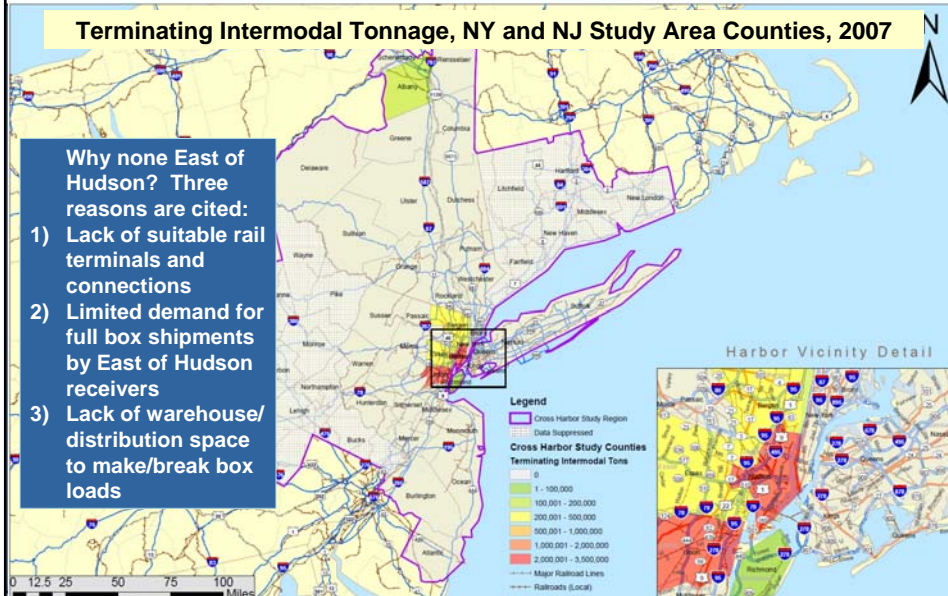 Terminating Intermodal Tonnage, NY and NJ Study Area Counties, 2007
N
Why none East of
Hudson? Three
reasons are cited:
1) Lack of suitable rail
terminals and
connections
2) Limited demand for
full box shipments
by East of Hudson
receivers
3) Lack of warehouse/
distribution space
to make/break box
loads
Rensselaer
Albany
Greene
Columbia
Delaware
Ulster
Dutchess
Litchfield
Hartford
New London
Middlesex
New Haven
Sullivan
Wayne
Putnam
Fairfield
Orange
Westchester
Pike
Rockland
Sussex
Passaic
Suffolk
Monroe
Morris
Bergen
Warren
Northampton
Hunterdon
Somerset
Middlesex
Lehigh
Bucks
Mercer
Monmouth
Ocean
Burlington
Atlantic
Legend
Cross Harbor Study Region
Data Suppressed
Cross Harbor Study Counties
Terminating Intermodal Tons
0
1 - 100,000
100,001 - 200,000
200,001 - 500,000
500,001 - 1,000,000
1,000,001 - 2,000,000
2,000,001 - 3,500,000
Major Railroad Lines
Railroads (Local)
Harbor Vicinity Detail
Bergen
New York
Essex
Queens
Queens
Richmond
0 12.5 25 50 75 100
Miles